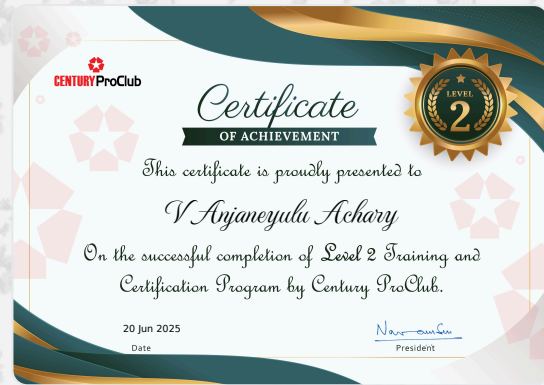 CENTURY ProClub
LEVEL
2
Certificate
OF ACHIEVEMENT
This certificate is proudly presented to
V Anjaneyulu Achary
On the successful completion of Level 2 Training and
Certification Program by Century ProClub.
20 Jun 2025
Date
President